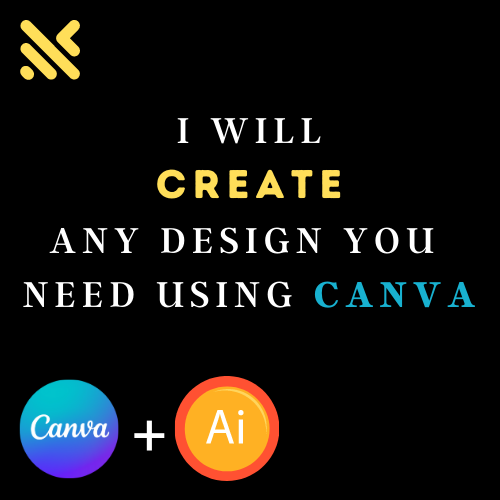 I WILL
CREATE
ANY DESIGN YOU
NEED USING CANVA
Canva + Ai